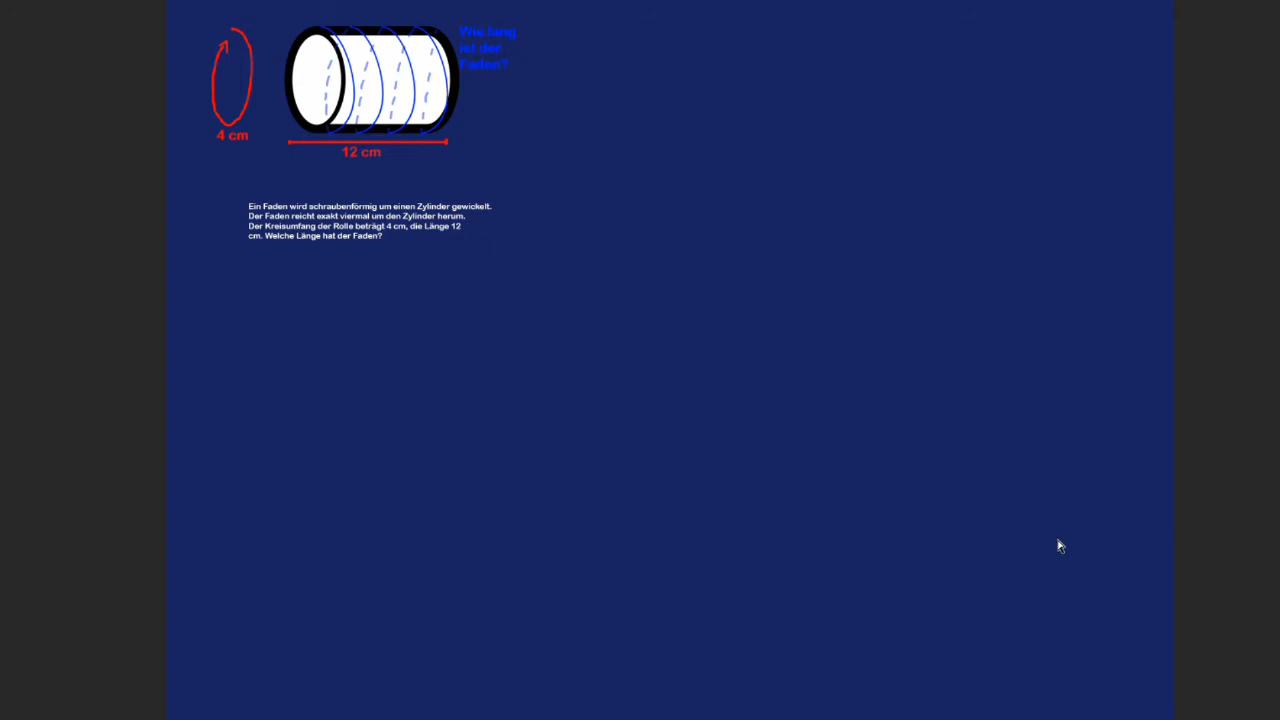 Wie lang
ist der
Faden?
4 cm
12 cm
Ein Faden wird schraubenförmig um einen Zylinder gewickelt.
Der Faden reicht exakt viermal um den Zylinder herum.
Der Kreisumfang der Rolle beträgt 4 cm, die Länge 12
cm. Welche Länge hat der Faden?